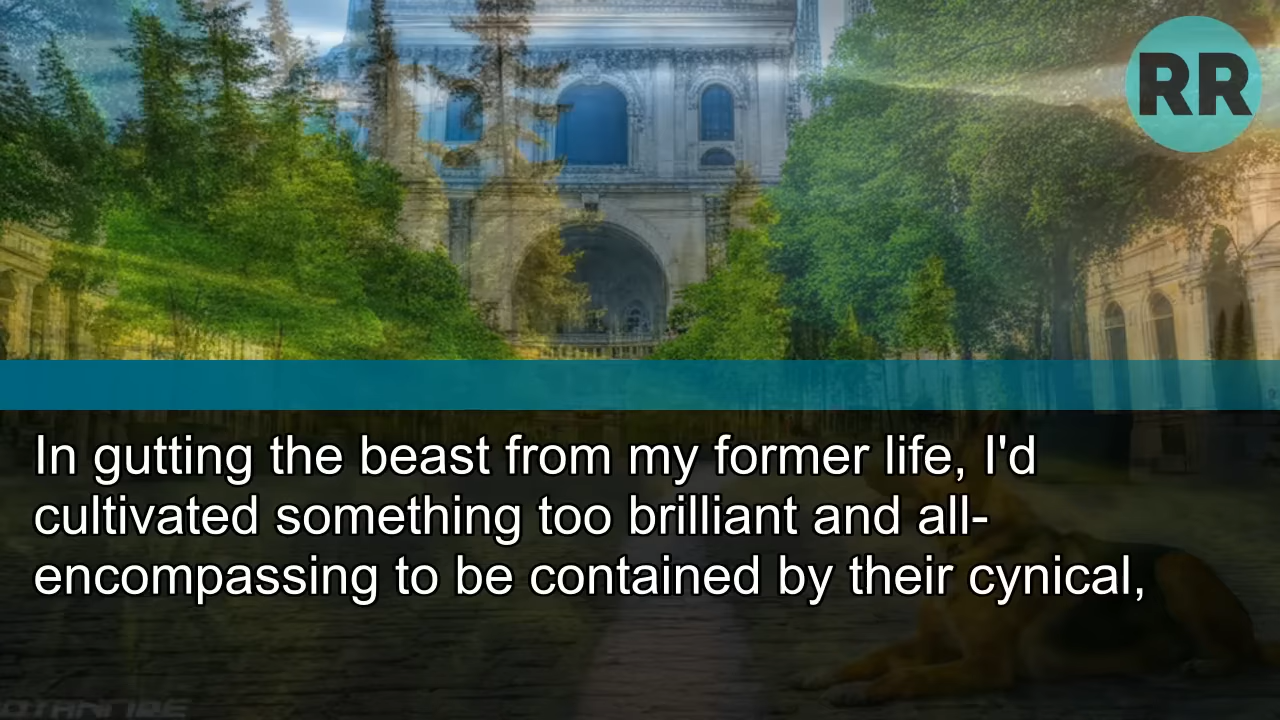 RR
In gutting the beast from my former life, I'd
cultivated something too brilliant and all-
encompassing to be contained by their cynical,